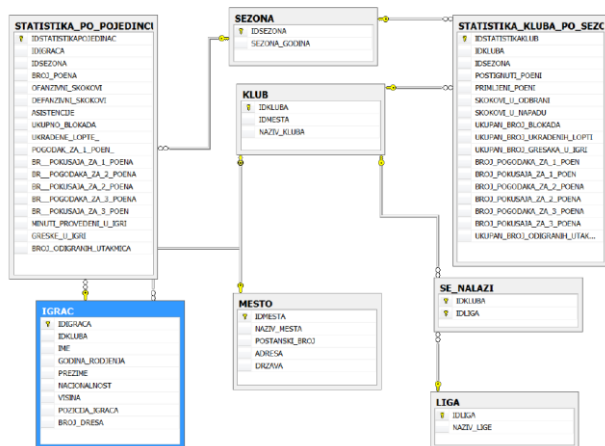 STATISTIKA_PO_POJEDINCU
IDSTATISTIKAPOJEDINAC
IDIGRACA
IDSEZONA
BROJ_POENA
OFANZIVNI_SKOKOVI
DEFANZIVNI_SKOKOVI
ASISTENCIJE
UKUPNO_BLOKADA
UKRADENE_LOPTE_
POGODAK_ZA_1_POEN_
BR__POKUSAJA_ZA_1_POENA
BR__POGODAKA_ZA_2_POENA
BR__POKUSAJA_ZA_2_POENA
BR__POGODAKA_ZA_3_POENA
BR__POKUSAJA_ZA_3_POEN
MINUTI_PROVEDENI_U_IGRI
GRESKE_U_IGRI
BROJ_ODIGRANIH_UTAKMICA
SEZONA
IDSEZONA
SEZONA_GODINA
KLUB
IDKLUBA
IDMESTA
NAZIV_KLUBA
STATISTIKA_KLUBA_PO_SEZO
IDSTATISTIKAKLUB
IDKLUBA
IDSEZONA
POSTIGNUTI_POENI
PRIMLJENI_POENI
SKOKOVI_U_ODBRANI
SKOKOVI_U_NAPADU
UKUPAN_BROJ_BLOKADA
UKUPAN_BROJ_UKRADENIH_LOPTI
UKUPAN_BROJ_GRESAKA_U_IGRI
BROJ_POGODAKA_ZA_1_POEN
BROJ_POKUSAJA_ZA_1_POEN
BROJ_POGODAKA_ZA_2_POENA
BROJ_POKUSAJA_ZA_2_POENA
BROJ_POGODAKA_ZA_3_POENA
BROJ_POKUSAJA_ZA_3_POENA
UKUPAN_BROJ_ODIGRANIH_UTAK...
IGRAC
IDIGRACA
IDKLUBA
IME
GODINA_RODJENJA
PREZIME
NACIONALNOST
VISINA
POZICIJA_IGRACA
BROJ_DRESA
MESTO
IDMESTA
NAZIV_MESTA
POSTANSKI_BROJ
ADRESA
DRZAVA
SE_NALAZI
IDKLUBA
IDLIGA
LIGA
IDLIGA
NAZIV_LIGE